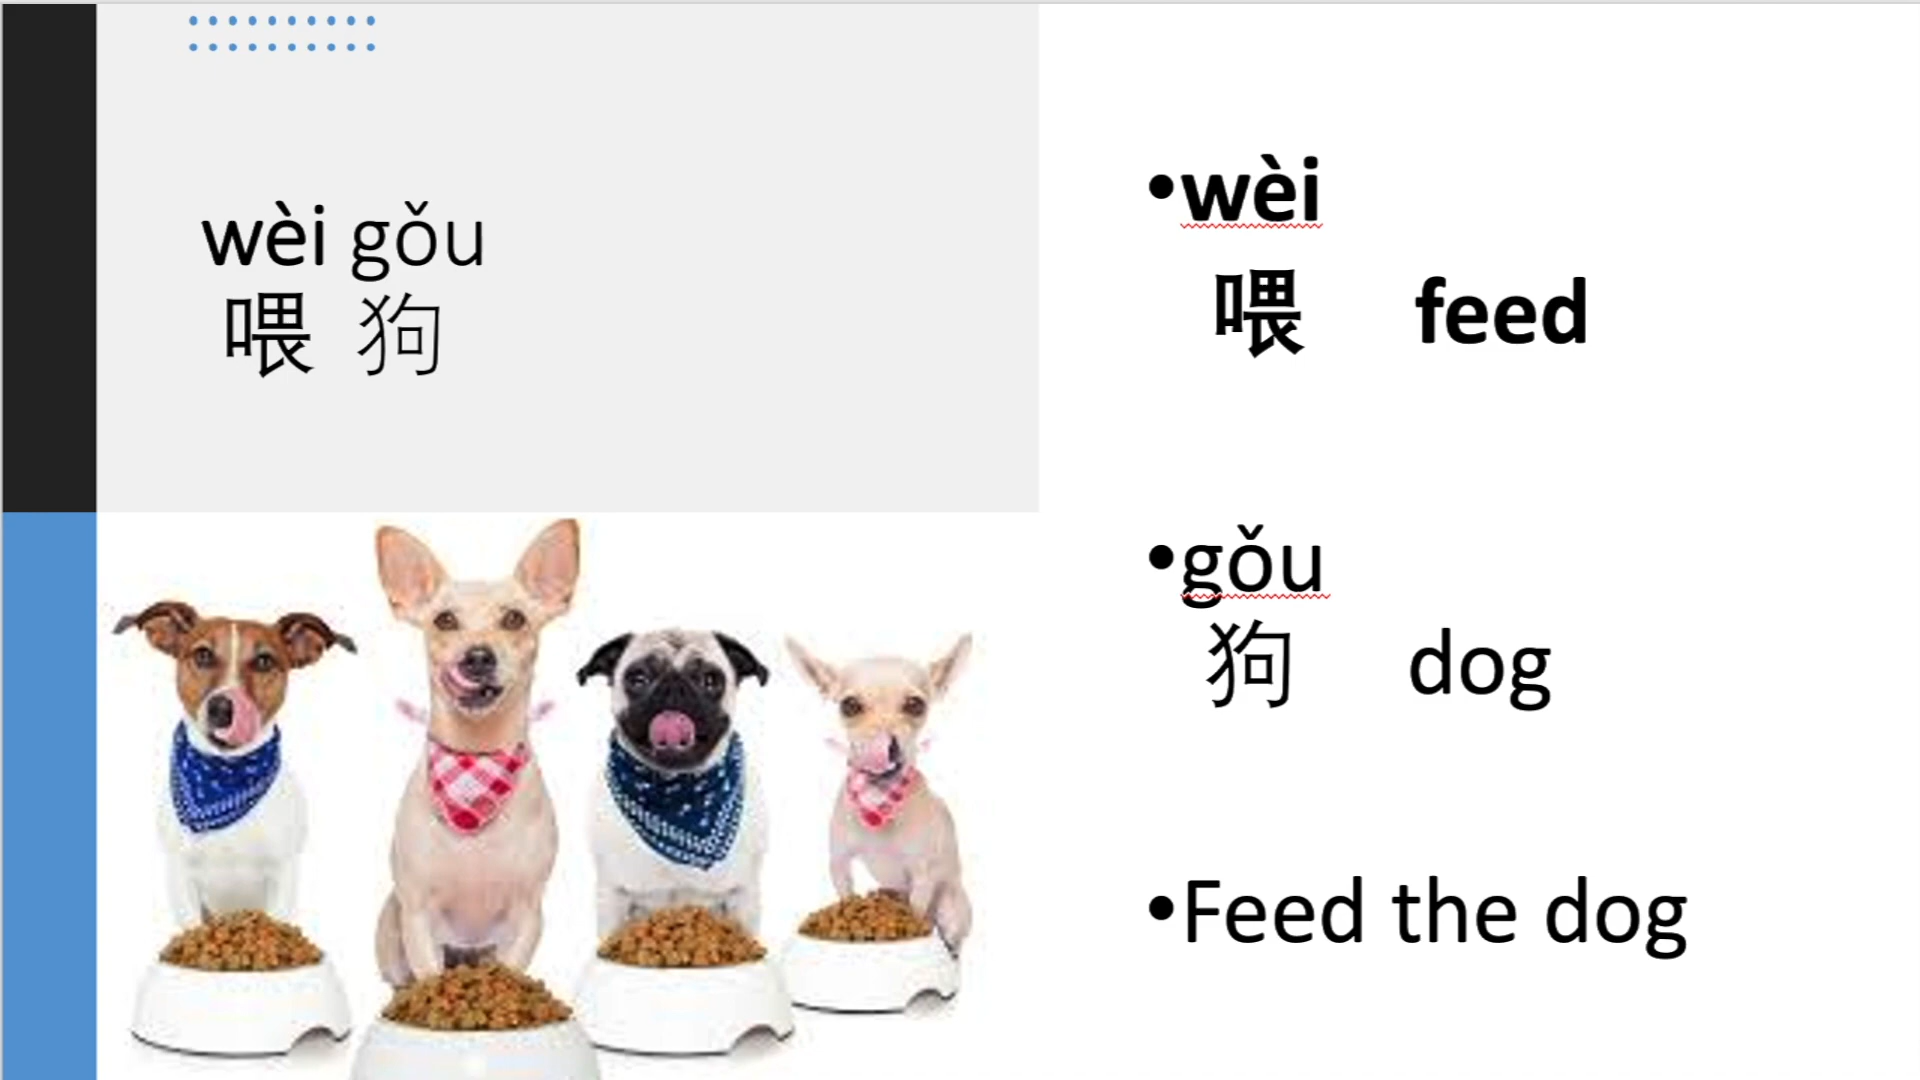 wèi gǒu
喂 狗
•wèi
喂 feed
•gǒu
狗 dog
•Feed the dog